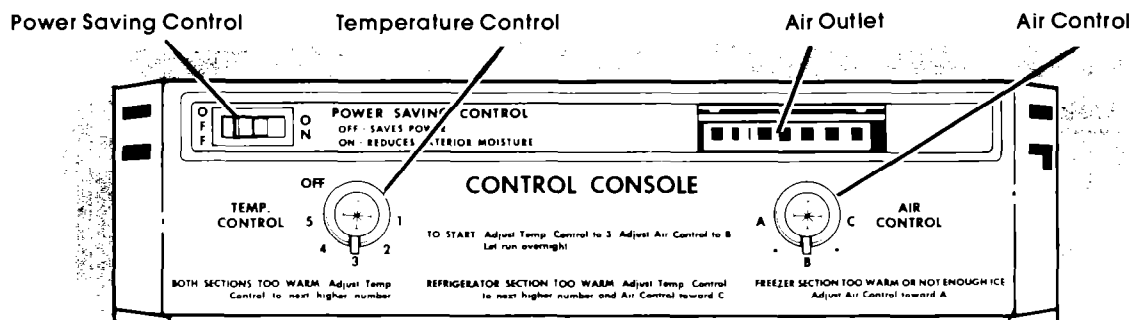 Power Saving Control
Temperature Control
Air Outlet
Air Control
OFF
ON
POWER SAVING CONTROL
OFF · SAVES POWER
ON · REDUCES EXTERIOR MOISTURE
CONTROL CONSOLE
TEMP.
CONTROL
OFF
5
4
3
2
1
TO START Adjust Temp Control to 3 Adjust Air Control to B
Let run overnight
A
B
C
AIR
CONTROL
BOTH SECTIONS TOO WARM Adjust Temp
Control to next higher number
REFRIGERATOR SECTION TOO WARM Adjust Temp Control
to next higher number and Air Control toward C
FREEZER SECTION TOO WARM OR NOT ENOUGH ICE
Adjust Air Control toward A